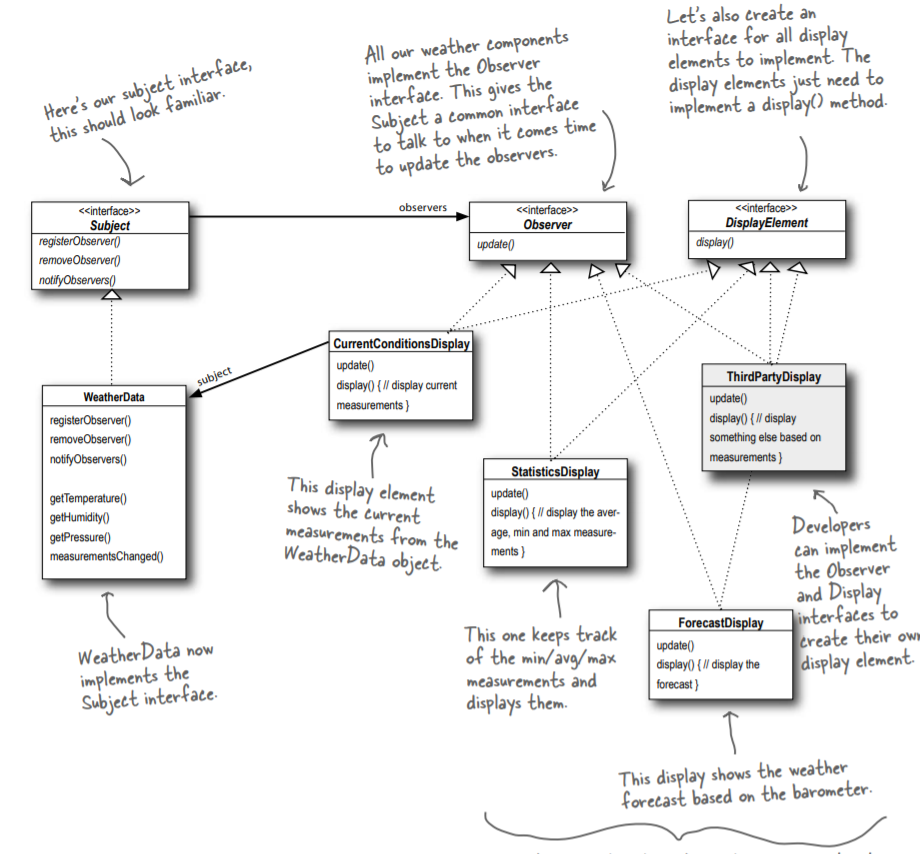 Here's our subject interface,
this should look familiar.
All our weather components
implement the Observer
interface. This gives the
Subject a common interface
to talk to when it comes time
to update the observers.
Let's also create an
interface for all display
elements to implement. The
display elements just need to
implement a display() method.
<<interface>>
Subject
registerObserver()
removeObserver()
notifyObservers()
observers
<<interface>>
Observer
update()
<<interface>>
DisplayElement
display()
CurrentConditionsDisplay
update()
display() { // display current
measurements }
subject
WeatherData
registerObserver()
removeObserver()
notifyObservers()
getTemperature()
getHumidity()
getPressure()
measurementsChanged()
ThirdPartyDisplay
update()
display() { // display
something else based on
measurements }
StatisticsDisplay
update()
display() { // display the aver-
age, min and max measure-
ments }
This display element
shows the current
measurements from the
WeatherData object.
Developers
can implement
the Observer
and Display
interfaces to
create their own
display element.
ForecastDisplay
update()
display() { // display the
forecast }
This one keeps track
of the min/avg/max
measurements and
displays them.
WeatherData now
implements the
Subject interface.
This display shows the weather
forecast based on the barometer.